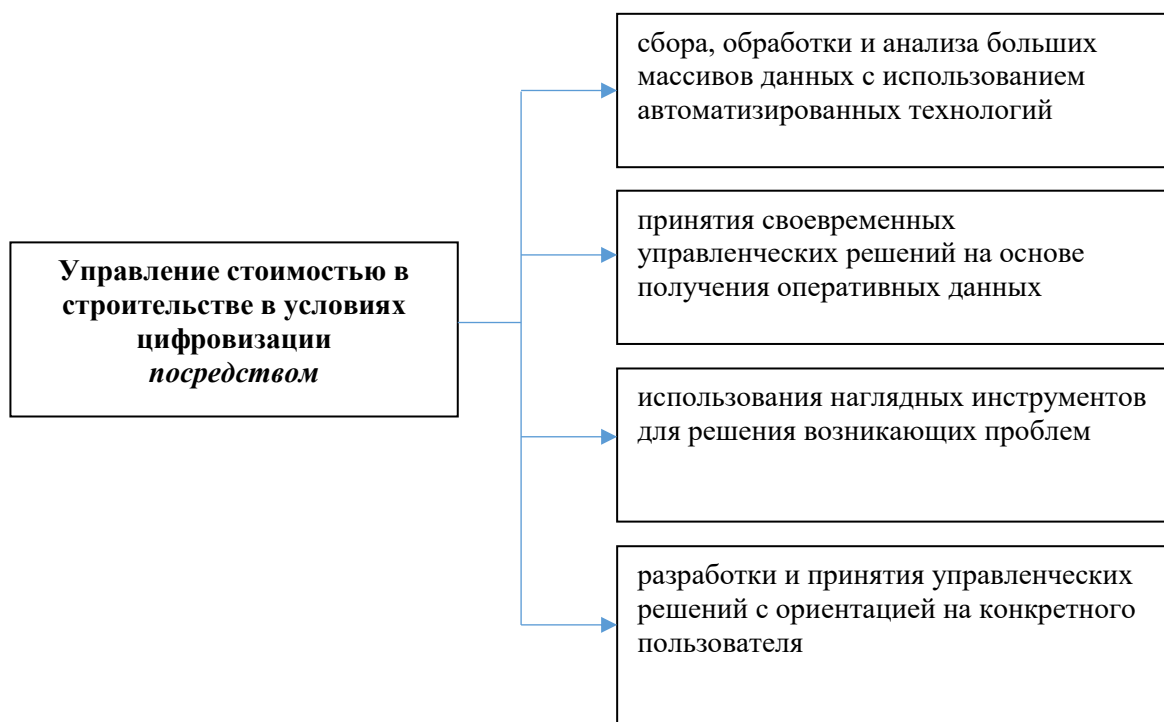 сбора, обработки и анализа больших
массивов данных с использованием
автоматизированных технологий
принятия своевременных
управленческих решений на основе
получения оперативных данных
Управление стоимостью в
строительстве в условиях
цифровизации
посредством
использования наглядных инструментов
для решения возникающих проблем
разработки и принятия управленческих
решений с ориентацией на конкретного
пользователя